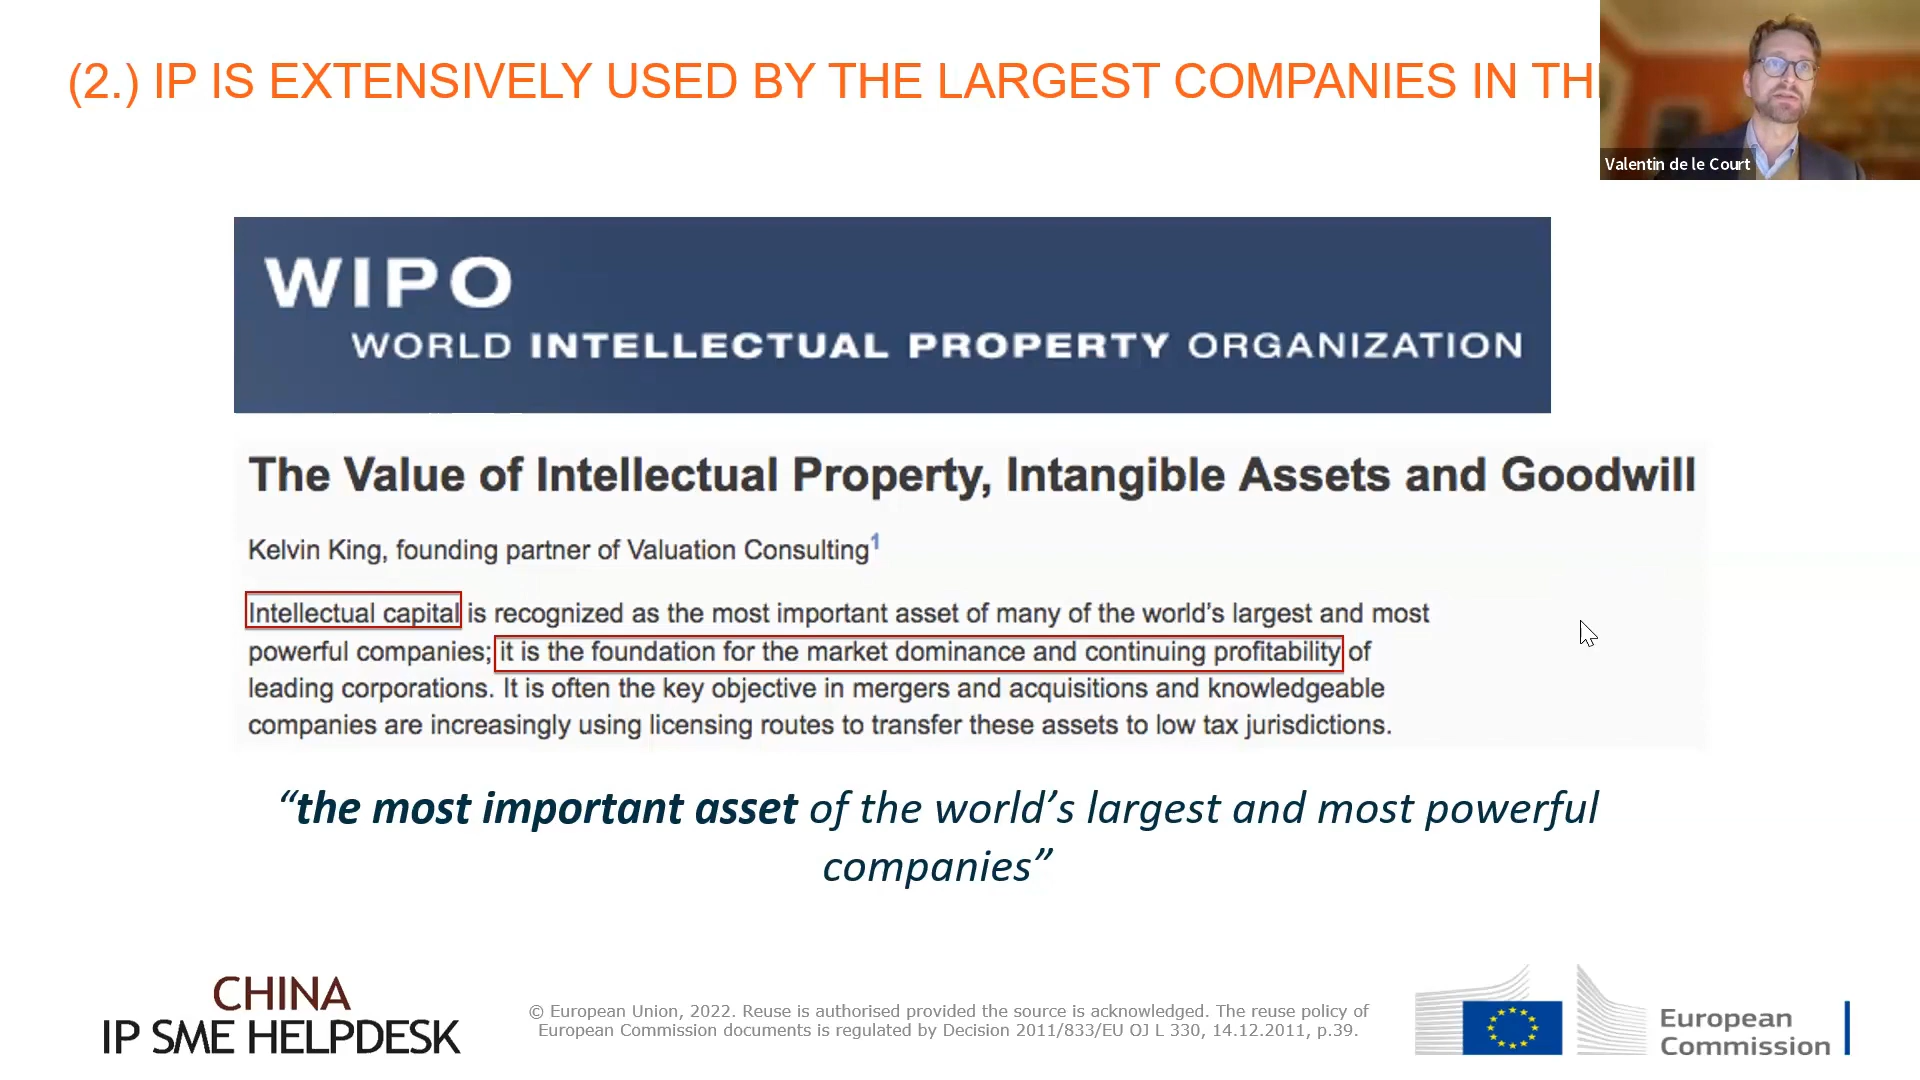 (2.) IP IS EXTENSIVELY USED BY THE LARGEST COMPANIES IN TH
Valentin de le Court
WIPO
WORLD INTELLECTUAL PROPERTY ORGANIZATION
The Value of Intellectual Property, Intangible Assets and Goodwill
Kelvin King, founding partner of Valuation Consulting1
Intellectual capital is recognized as the most important asset of many of the world's largest and most
powerful companies; it is the foundation for the market dominance and continuing profitability of
leading corporations. It is often the key objective in mergers and acquisitions and knowledgeable
companies are increasingly using licensing routes to transfer these assets to low tax jurisdictions.
“the most important asset of the world’s largest and most powerful
companies”
CHINA
IP SME HELPDESK
© European Union, 2022. Reuse is authorised provided the source is acknowledged. The reuse policy of
European Commission documents is regulated by Decision 2011/833/EU OJ L 330, 14.12.2011, p.39.
European
Commission